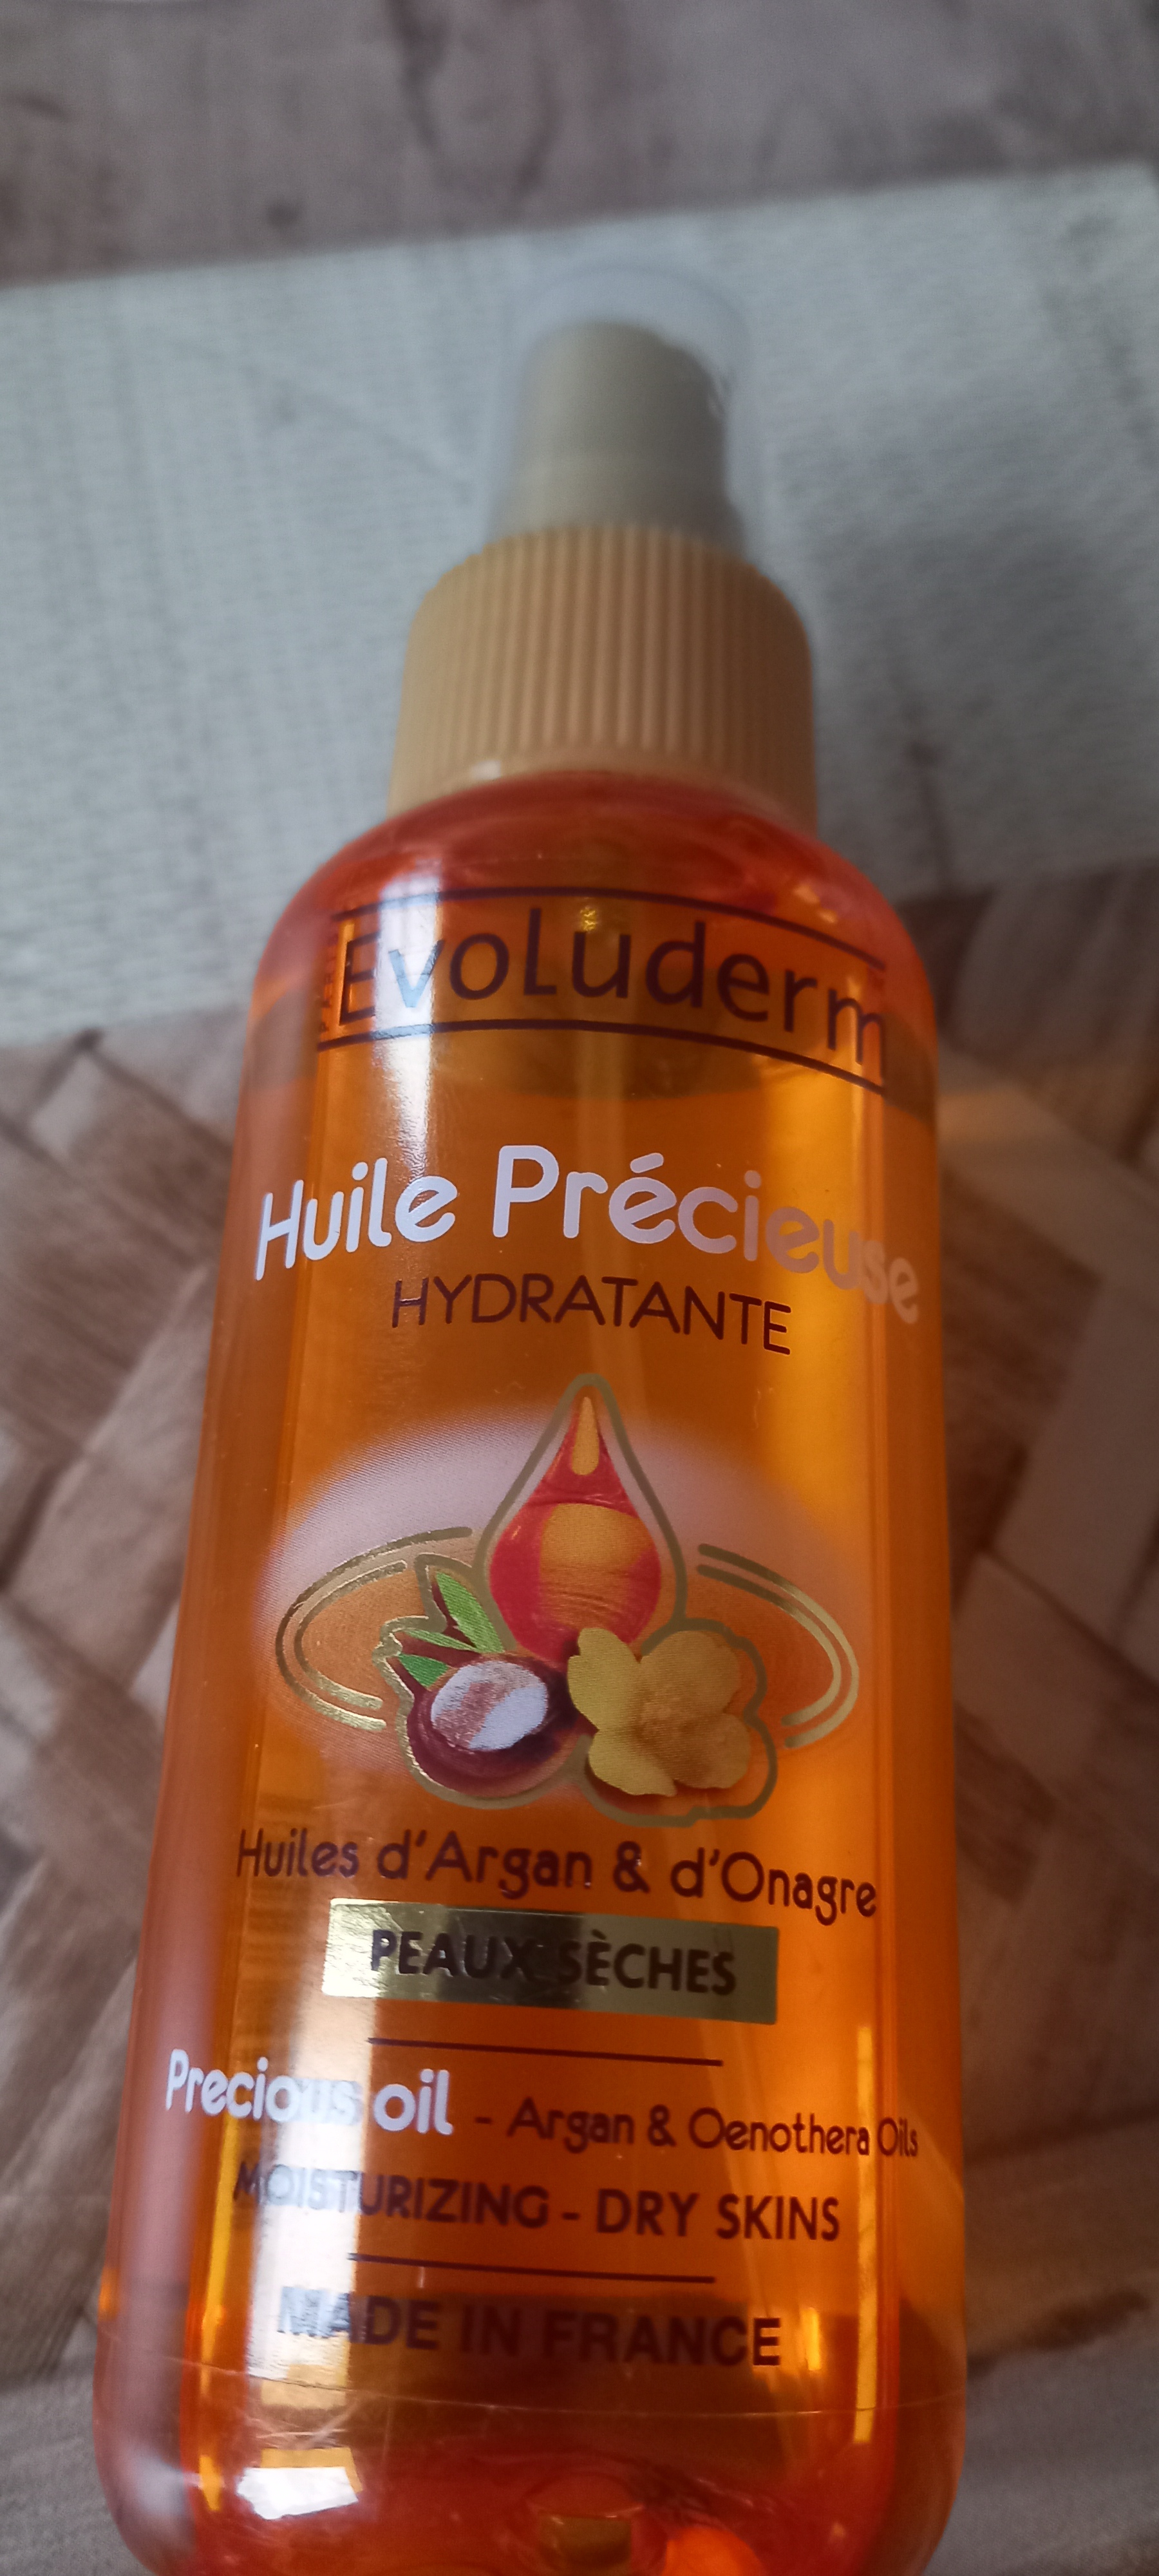 Evoluderm
Huile Précieuse
HYDRATANTE
Huiles d'Argan & d'Onagre
PEAUX SÈCHES
Precious oil - Argan & Oenothera Oils
MOISTURIZING - DRY SKINS
MADE IN FRANCE